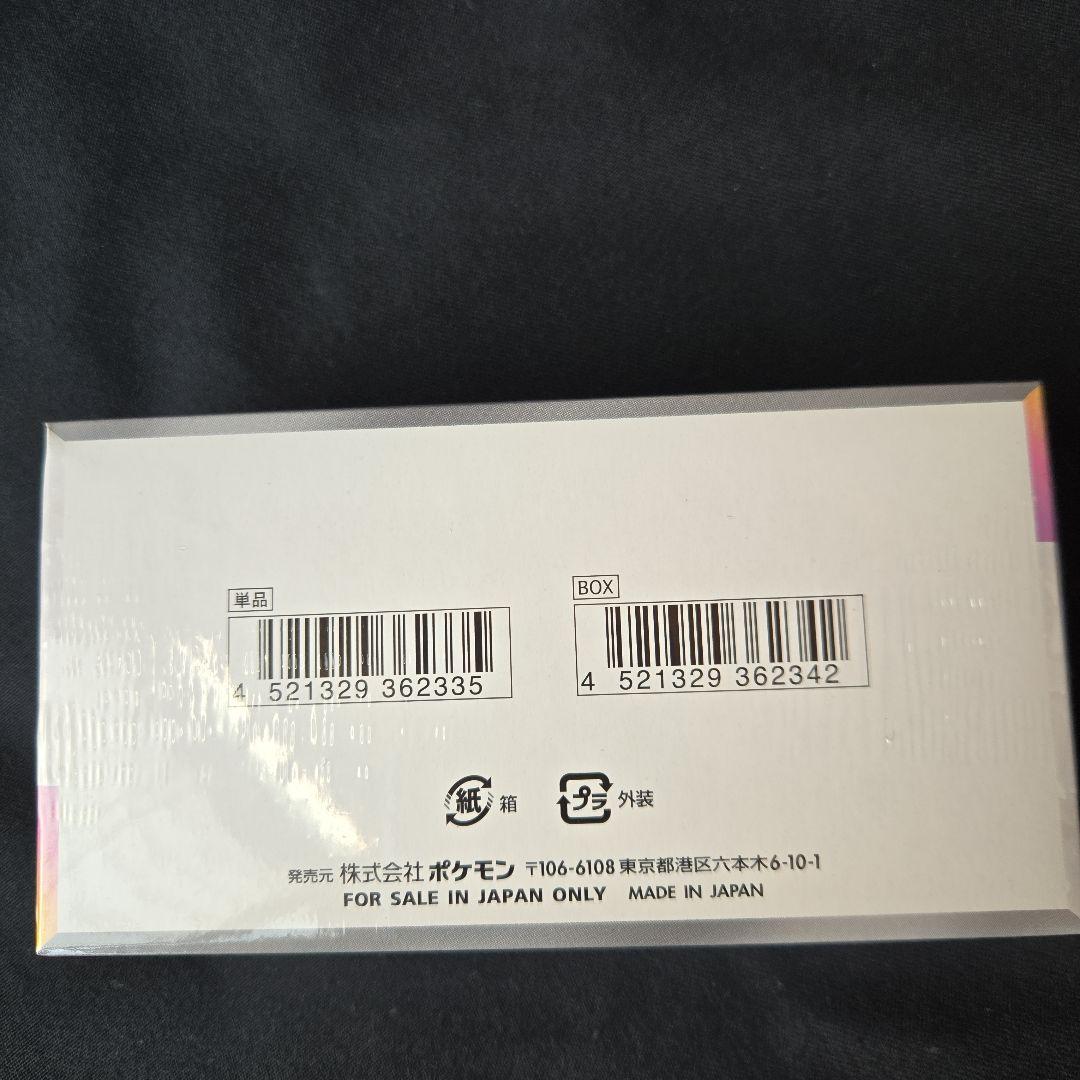 単品
4 521329 362335
BOX
4 521329 362342
紙 箱
プラ 外装
発売元 株式会社ポケモン 〒106-6108 東京都港区六本木6-10-1
FOR SALE IN JAPAN ONLY MADE IN JAPAN